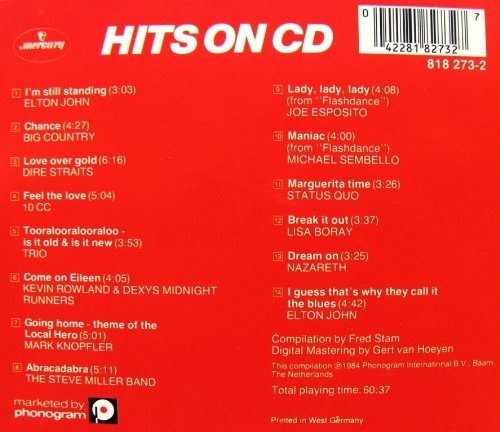 mercury
HITS ON CD
0
7
42281 82732
818 273-2
1 I'm still standing (3:03)
ELTON JOHN
2 Chance (4:27)
BIG COUNTRY
3 Love over gold (6:16)
DIRE STRAITS
4 Feel the love (5:04)
10 CC
5 Tooralooralooraloo -
is it old & is it new (3:53)
TRIO
6 Come on Eileen (4:05)
KEVIN ROWLAND & DEXYS MIDNIGHT
RUNNERS
7 Going home - theme of the
Local Hero (5:01)
MARK KNOPFLER
8 Abracadabra (5:11)
THE STEVE MILLER BAND
marketed by
phonogram
9 Lady, lady, lady (4:08)
(from "Flashdance")
JOE ESPOSITO
10 Maniac (4:00)
(from "Flashdance")
MICHAEL SEMBELLO
11 Marguerita time (3:26)
STATUS QUO
12 Break it out (3:37)
LISA BORAY
13 Dream on (3:25)
NAZARETH
14 I guess that's why they call it
the blues (4:42)
ELTON JOHN
Compilation by Fred Stam
Digital Mastering by Gert van Hoeyen
This compilation ℗1984 Phonogram International B.V., Baarn,
The Netherlands
Total playing time: 60:37
Printed in West Germany